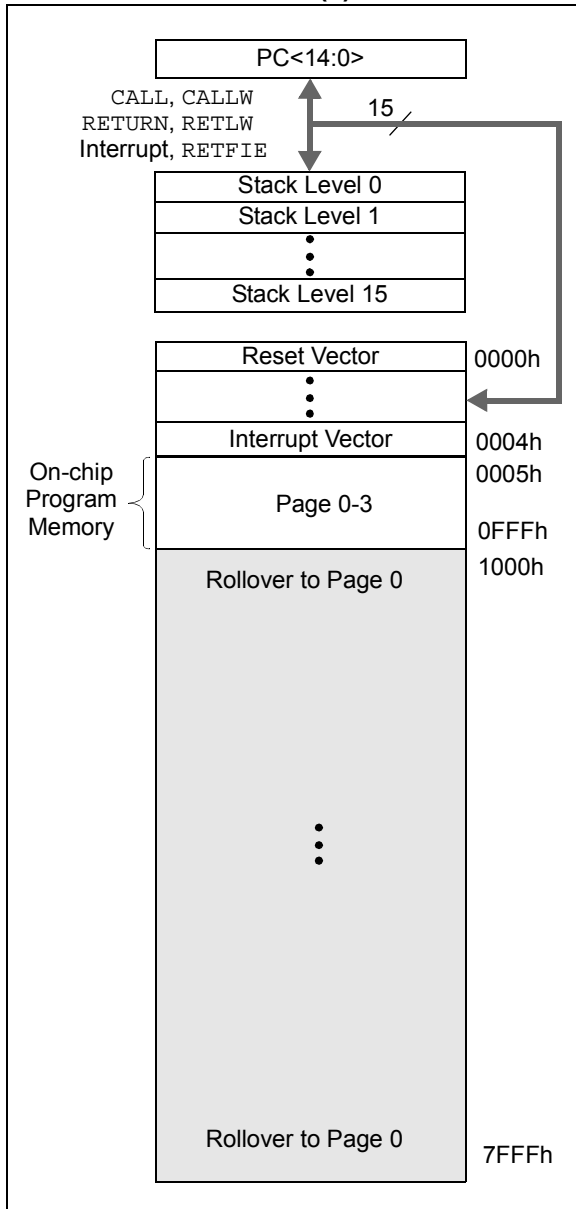 PC<14:0>
CALL, CALLW
RETURN, RETLW
Interrupt, RETFIE
15
Stack Level 0
Stack Level 1
Stack Level 15
Reset Vector
0000h
Interrupt Vector
0004h
On-chip
Program
Memory
Page 0-3
0005h
0FFFh
Rollover to Page 0
1000h
Rollover to Page 0
7FFFh